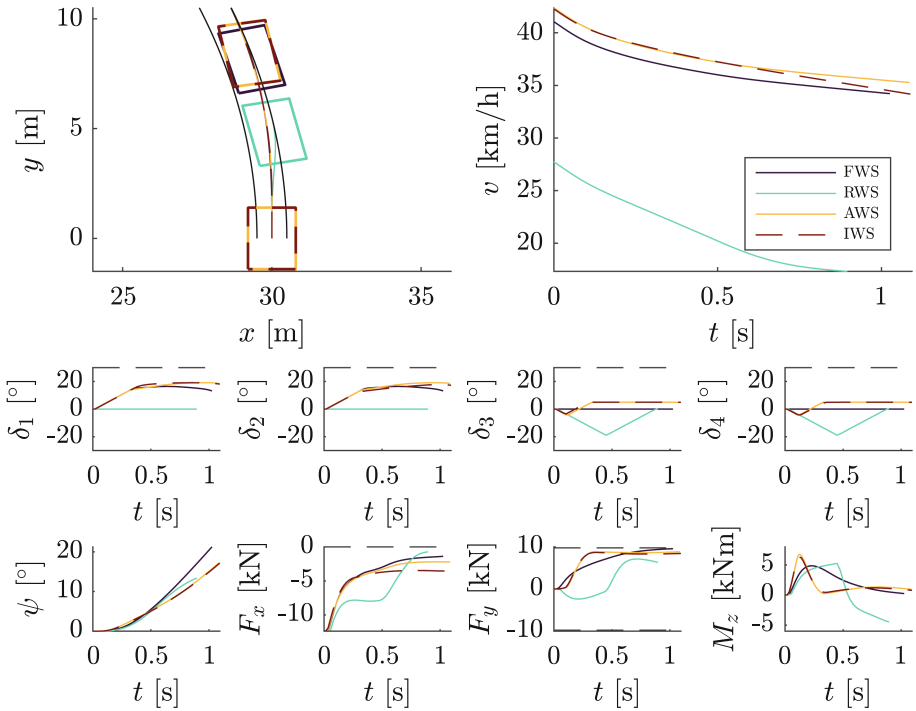 10
5
0
y [m]
25
30
35
x [m]
40
35
30
25
20
v [km/h]
0
0.5
1
t [s]
FWS
RWS
AWS
IWS
20
0
-20
δ1 [°]
0
0.5
1
t [s]
20
0
-20
δ2 [°]
0
0.5
1
t [s]
20
0
-20
δ3 [°]
0
0.5
1
t [s]
20
0
-20
δ4 [°]
0
0.5
1
t [s]
20
10
0
ψ [°]
0
0.5
1
t [s]
0
-5
-10
Fx [kN]
0
0.5
1
t [s]
10
0
-10
Fy [kN]
0
0.5
1
t [s]
5
0
-5
Mz [kNm]
0
0.5
1
t [s]